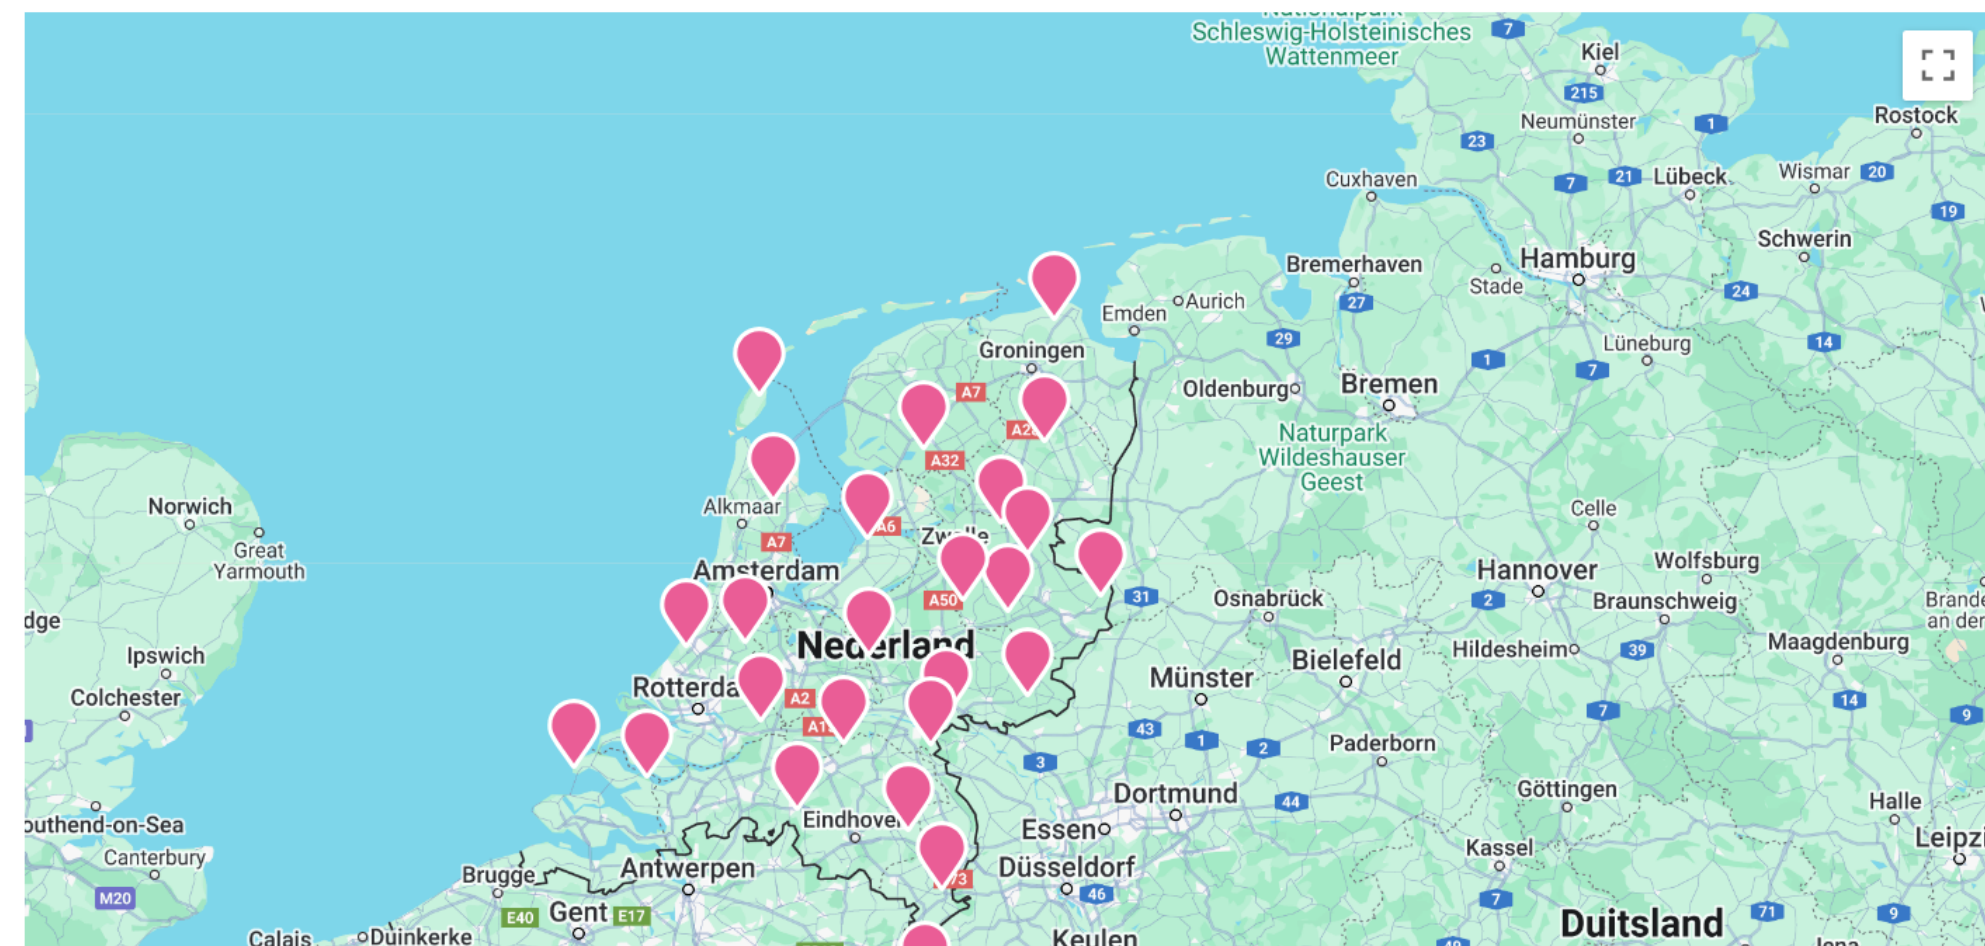 Schleswig-Holsteinisches
Wattenmeer
7
Kiel
215
Neumünster
1
Rostock
23
Cuxhaven
7
21
Lübeck
Wismar
20
19
Schwerin
Bremerhaven
Hamburg
Stade
24
27
Aurich
Emden
29
Groningen
1
7
Lüneburg
14
Oldenburg
Bremen
A7
A32
Naturpark
Wildeshauser
Geest
Norwich
Great
Yarmouth
Alkmaar
A6
A7
Celle
Amsterdam
A50
31
Osnabrück
Hannover
2
Wolfsburg
Braunschweig
Ipswich
Colchester
Nederland
Münster
Bielefeld
Hildesheim
39
Maagdenburg
A2
43
1
2
3
Paderborn
7
14
9
Dortmund
44
Göttingen
Halle
Essen
Düsseldorf
46
Kassel
7
Canterbury
M20
Brugge
Antwerpen
E40
Gent
E17
Duitsland
71
9
Calais
Duinkerke
Keulen